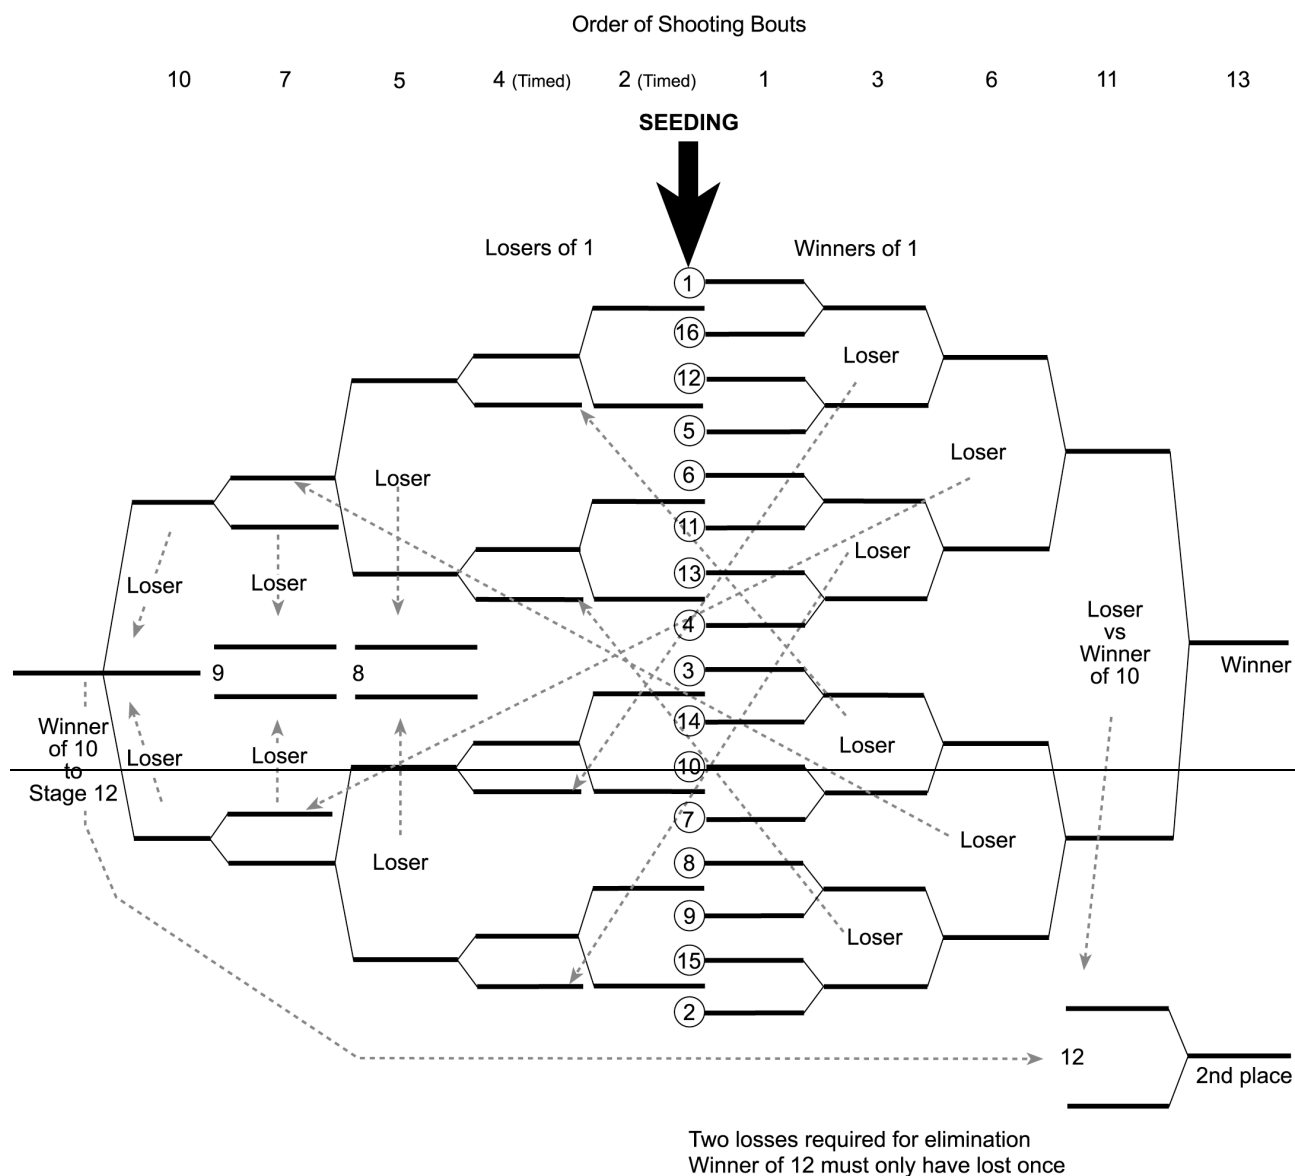 Order of Shooting Bouts
10 7 5 4 (Timed) 2 (Timed) 1 3 6 11 13
SEEDING
Losers of 1 Winners of 1
1
16
Loser
12
5
Loser
6
Loser
11
Loser
13
Loser
Loser
4
Loser
vs
Winner
of 10
3
Winner
9
8
14
Winner
of 10
to
Stage 12
Loser
Loser
Loser
10
7
Loser
8
Loser
9
Loser
15
2
12
2nd place
Two losses required for elimination
Winner of 12 must only have lost once